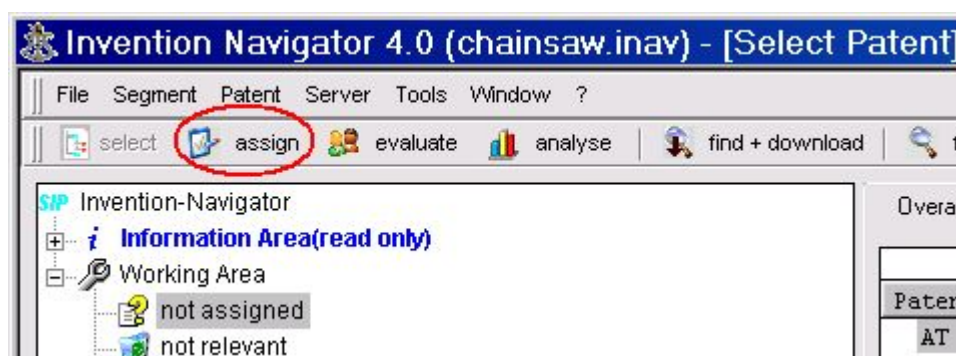 Invention Navigator 4.0 (chainsaw.inav) - [Select Patent]
File Segment Patent Server Tools Window ?
select assign evaluate analyse find + download
SIP Invention-Navigator
i Information Area(read only)
Working Area
not assigned
not relevant
Overa
Paten
AT